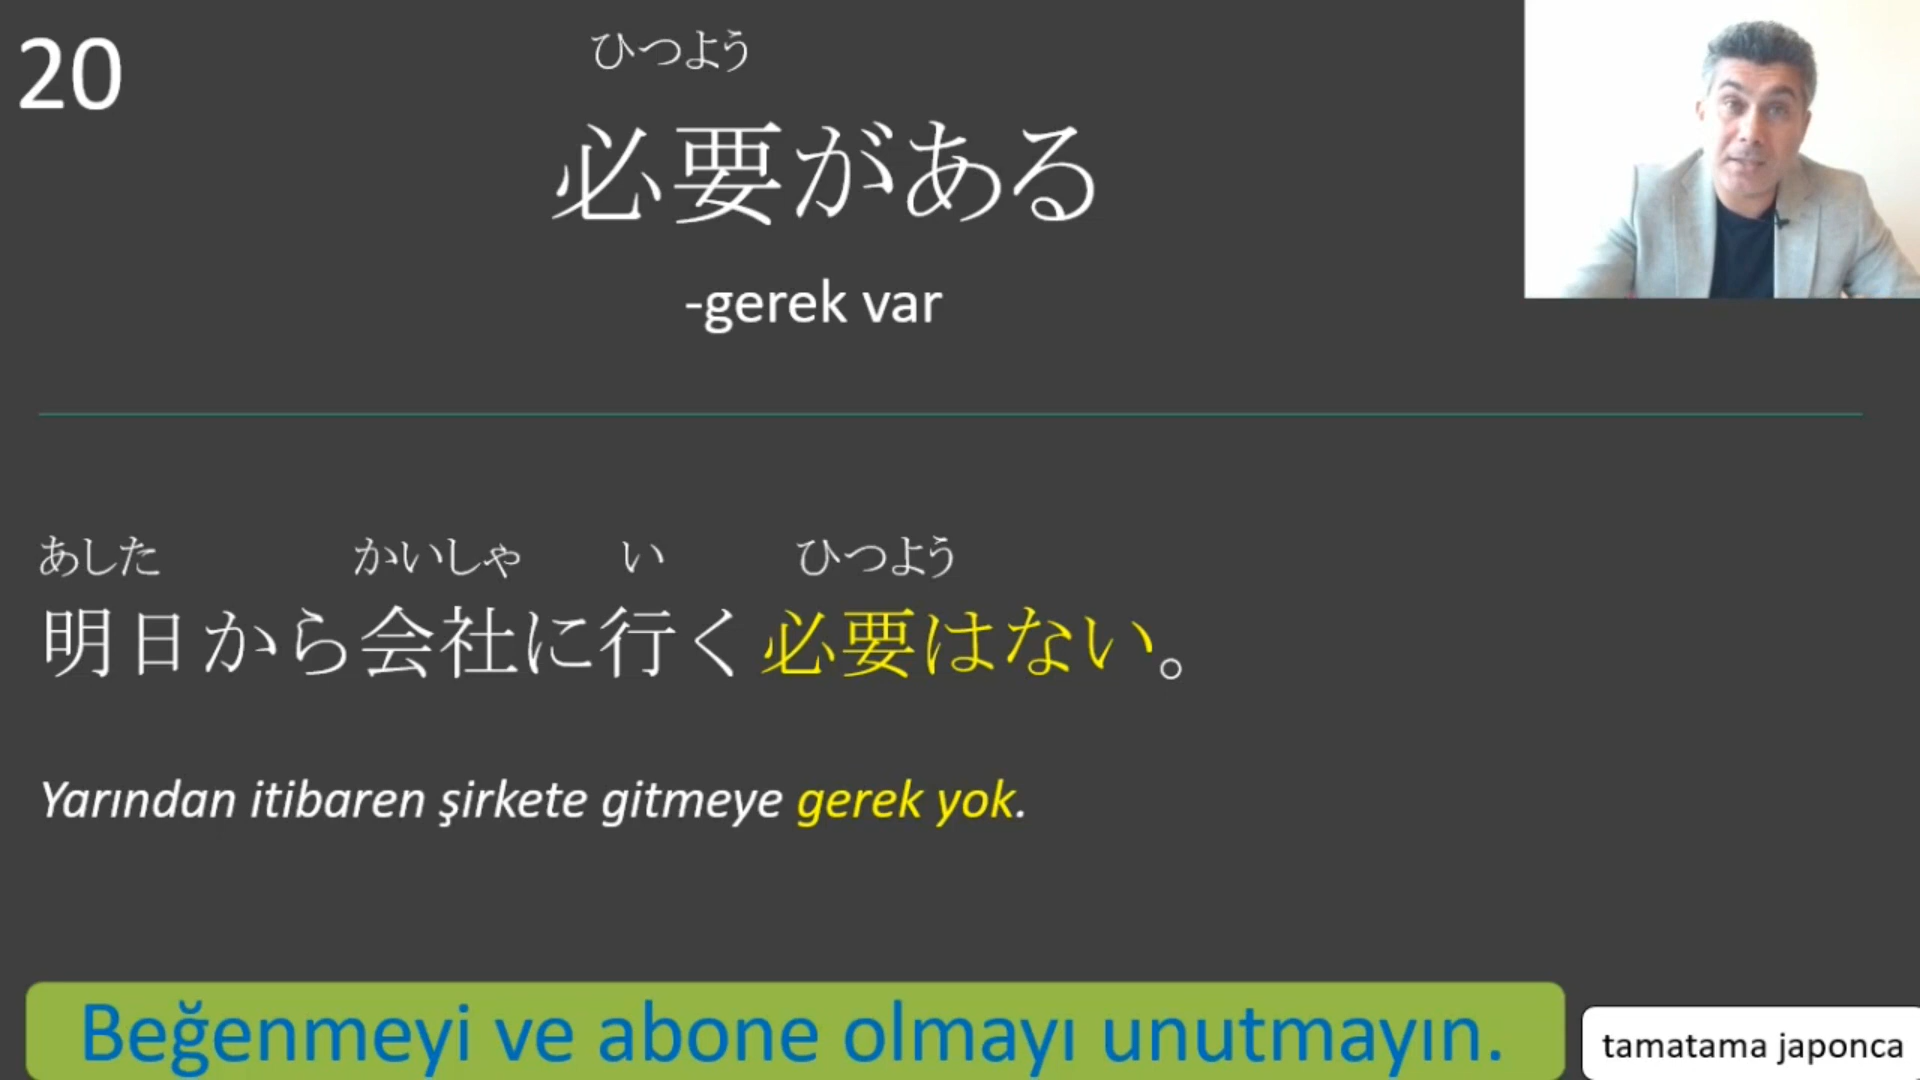 20
ひつよう
必要がある
-gerek var
あした かいしゃ い ひつよう
明日から会社に行く必要はない。
Yarından itibaren şirkete gitmeye gerek yok.
Beğenmeyi ve abone olmayı unutmayın.
tamatama japonca